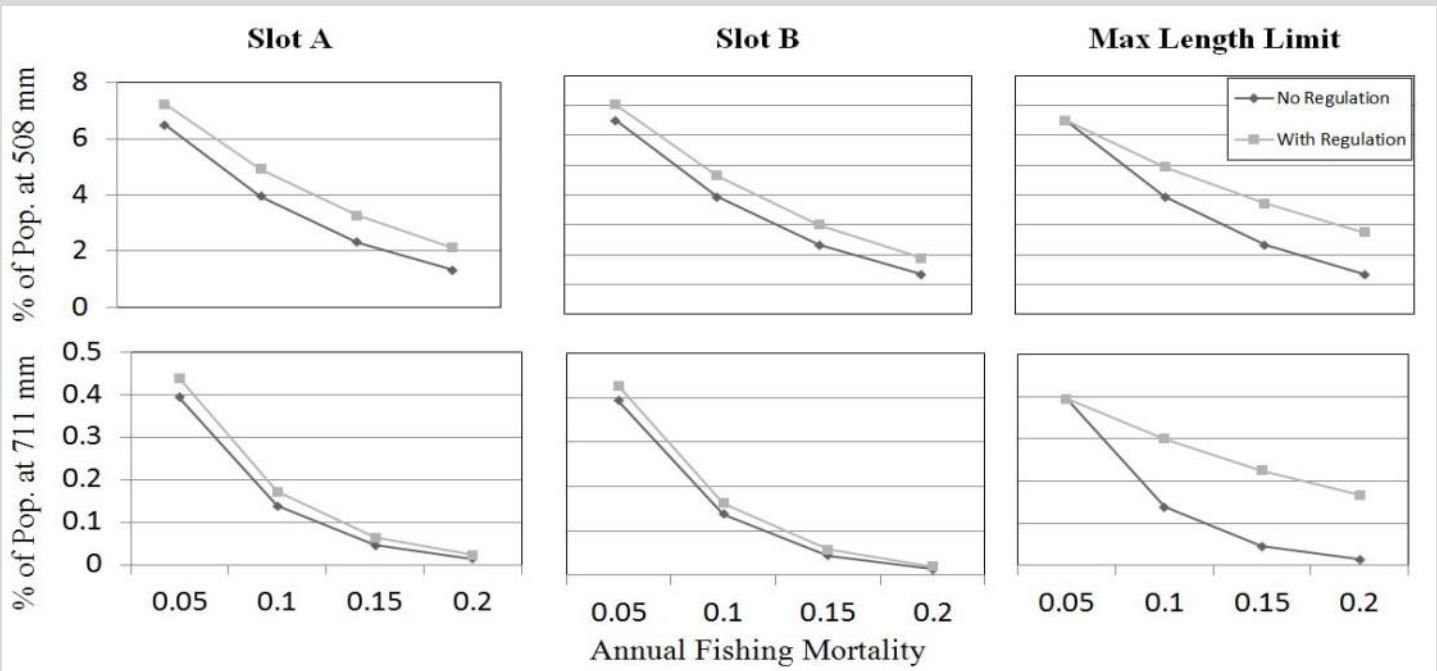 Slot A
Slot B
Max Length Limit
% of Pop. at 508 mm
8
6
4
2
0
No Regulation
With Regulation
% of Pop. at 711 mm
0.5
0.4
0.3
0.2
0.1
0
0.05 0.1 0.15 0.2
0.05 0.1 0.15 0.2
0.05 0.1 0.15 0.2
Annual Fishing Mortality